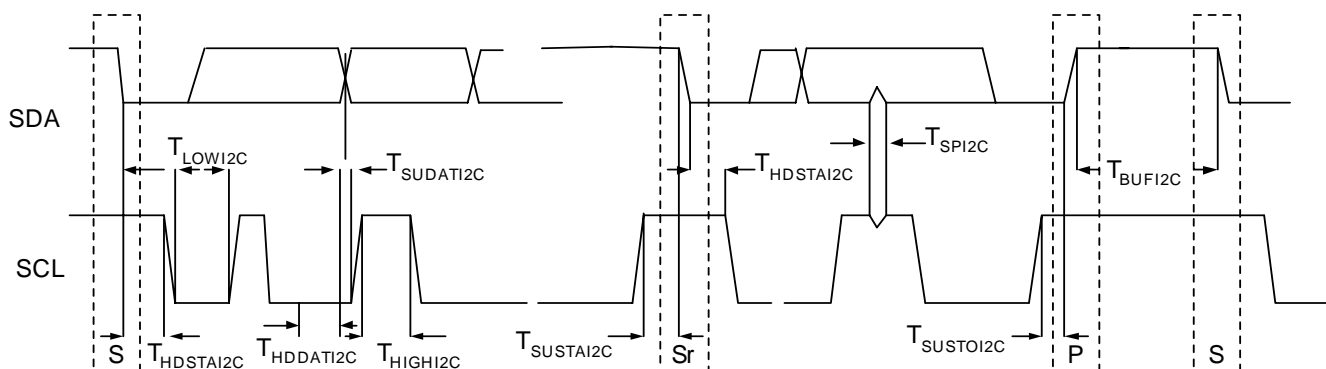 SDA
T_LOWI2C
T_SUDATI2C
T_SPI2C
T_HDSTAI2C
T_BUFI2C
SCL
S
T_HDSTAI2C
T_HDDATI2C
T_HIGHI2C
T_SUSTAI2C
Sr
T_SUSTOI2C
P
S